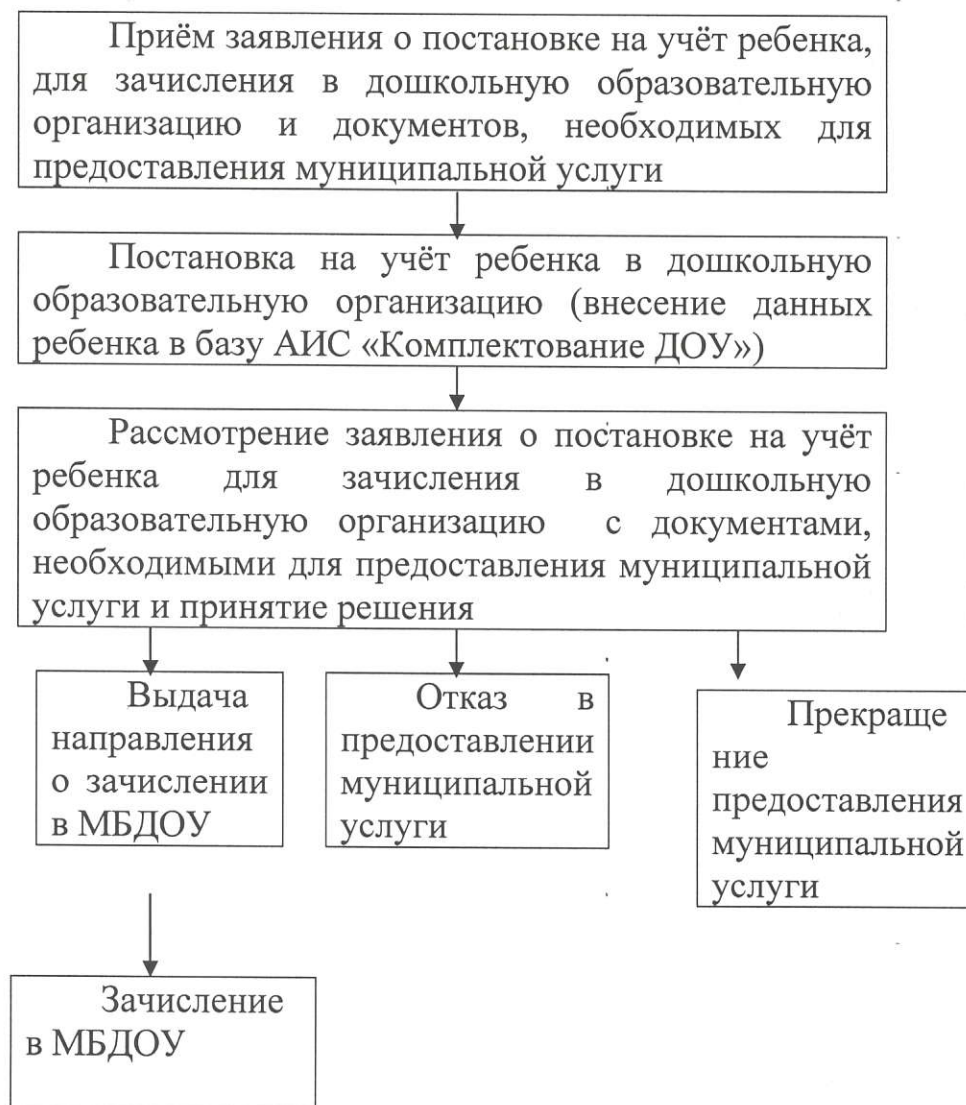 Приём заявления о постановке на учёт ребенка,
для зачисления в дошкольную образовательную
организацию и документов, необходимых для
предоставления муниципальной услуги
Постановка на учёт ребенка в дошкольную
образовательную организацию (внесение данных
ребенка в базу АИС «Комплектование ДОУ»)
Рассмотрение заявления о постановке на учёт
ребенка для зачисления в дошкольную
образовательную организацию с документами,
необходимыми для предоставления муниципальной
услуги и принятие решения
Выдача
направления
о зачислении
в МБДОУ
Отказ в
предоставлении
муниципальной
услуги
Прекраще
ние
предоставления
муниципальной
услуги
Зачисление
в МБДОУ